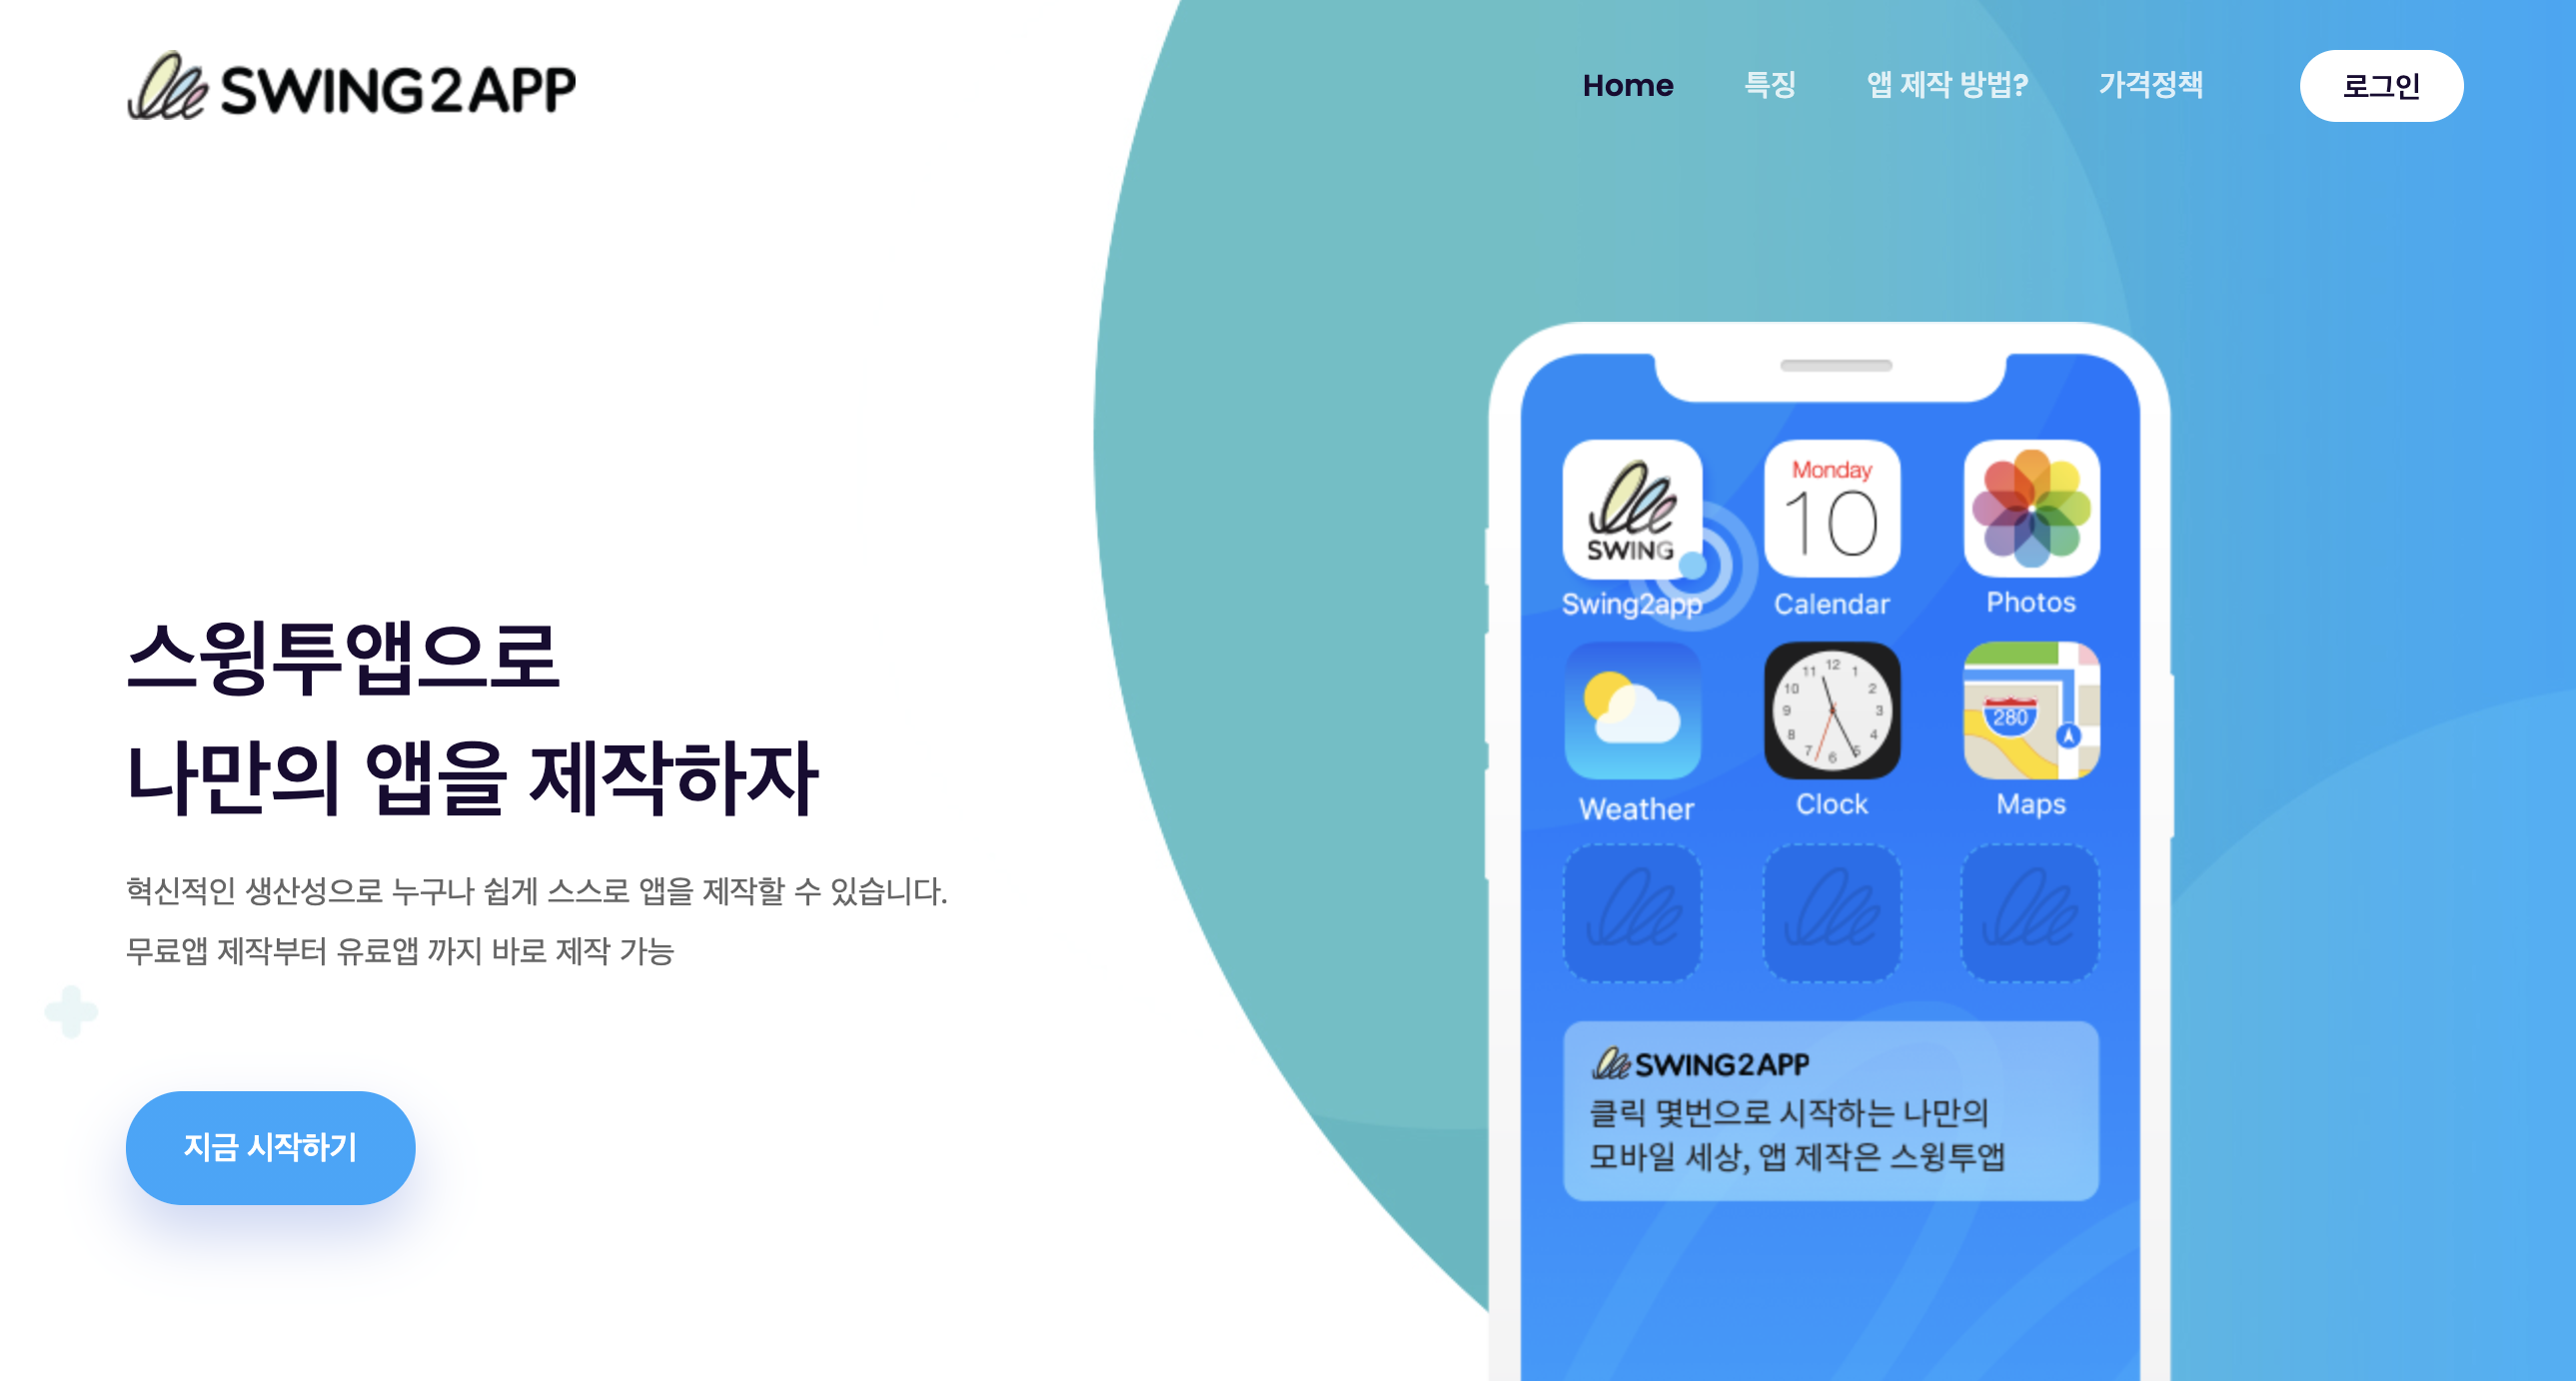 SWING2APP
Home 특징 앱 제작 방법? 가격정책 로그인
스윙투앱으로
나만의 앱을 제작하자
혁신적인 생산성으로 누구나 쉽게 스스로 앱을 제작할 수 있습니다.
무료앱 제작부터 유료앱 까지 바로 제작 가능
지금 시작하기
SWING
Monday
10
Swing2app Calendar Photos
12
11 1
10 2
9 3
8 4
7 5
6
280
Weather Clock Maps
SWING2APP
클릭 몇번으로 시작하는 나만의
모바일 세상, 앱 제작은 스윙투앱